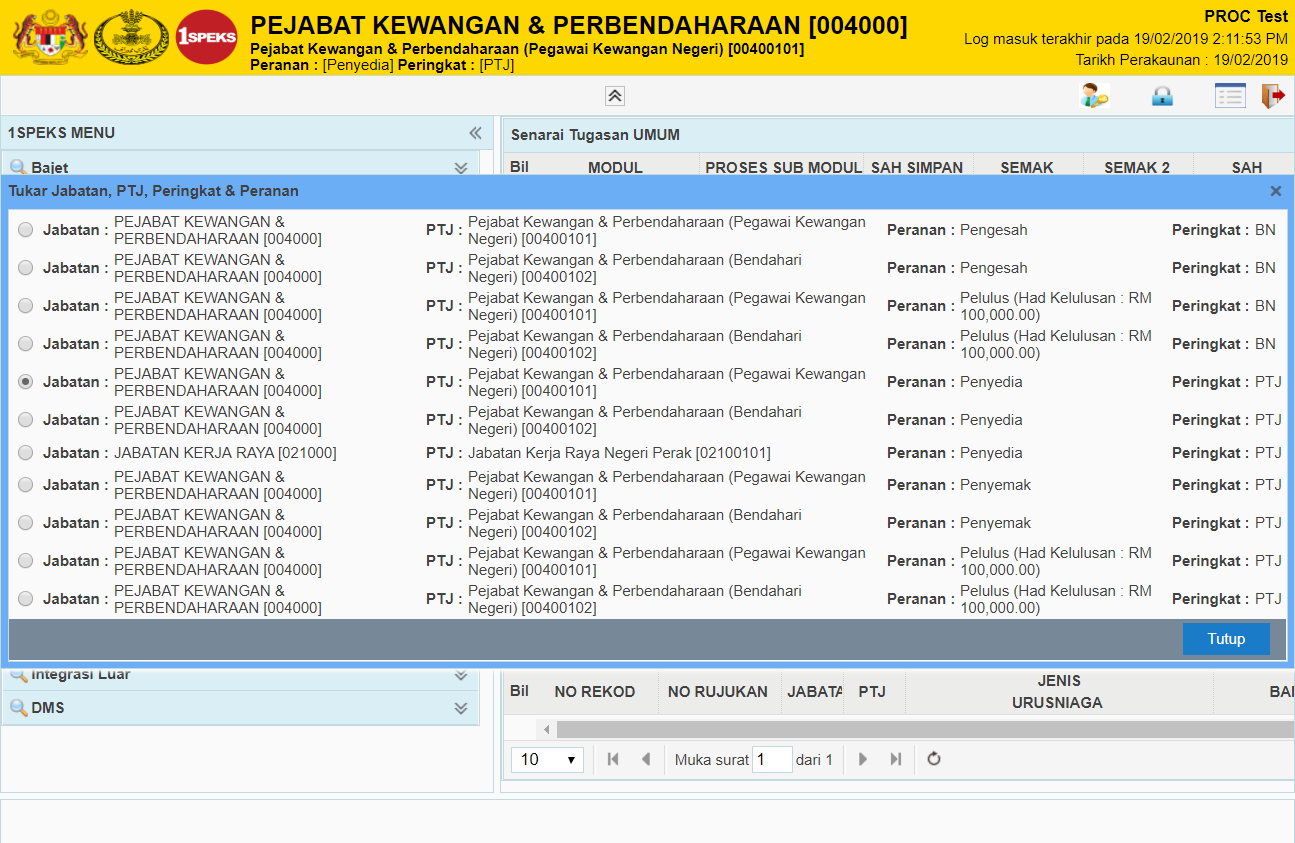 1SPEKS
PEJABAT KEWANGAN & PERBENDAHARAAN [004000]
Pejabat Kewangan & Perbendaharaan (Pegawai Kewangan Negeri) [00400101]
Peranan : [Penyedia] Peringkat : [PTJ]
PROC Test
Log masuk terakhir pada 19/02/2019 2:11:53 PM
Tarikh Perakaunan : 19/02/2019
1SPEKS MENU
Senarai Tugasan UMUM
Bajet
Bil MODUL PROSES SUB MODUL SAH SIMPAN SEMAK SEMAK 2 SAH
Tukar Jabatan, PTJ, Peringkat & Peranan
Jabatan : PEJABAT KEWANGAN & PERBENDAHARAAN [004000] PTJ : Pejabat Kewangan & Perbendaharaan (Pegawai Kewangan Negeri) [00400101] Peranan : Pengesah Peringkat : BN
Jabatan : PEJABAT KEWANGAN & PERBENDAHARAAN [004000] PTJ : Pejabat Kewangan & Perbendaharaan (Bendahari Negeri) [00400102] Peranan : Pengesah Peringkat : BN
Jabatan : PEJABAT KEWANGAN & PERBENDAHARAAN [004000] PTJ : Pejabat Kewangan & Perbendaharaan (Pegawai Kewangan Negeri) [00400101] Peranan : Pelulus (Had Kelulusan : RM 100,000.00) Peringkat : BN
Jabatan : PEJABAT KEWANGAN & PERBENDAHARAAN [004000] PTJ : Pejabat Kewangan & Perbendaharaan (Bendahari Negeri) [00400102] Peranan : Pelulus (Had Kelulusan : RM 100,000.00) Peringkat : BN
Jabatan : PEJABAT KEWANGAN & PERBENDAHARAAN [004000] PTJ : Pejabat Kewangan & Perbendaharaan (Pegawai Kewangan Negeri) [00400101] Peranan : Penyedia Peringkat : PTJ
Jabatan : PEJABAT KEWANGAN & PERBENDAHARAAN [004000] PTJ : Pejabat Kewangan & Perbendaharaan (Bendahari Negeri) [00400102] Peranan : Penyedia Peringkat : PTJ
Jabatan : JABATAN KERJA RAYA [021000] PTJ : Jabatan Kerja Raya Negeri Perak [02100101] Peranan : Penyedia Peringkat : PTJ
Jabatan : PEJABAT KEWANGAN & PERBENDAHARAAN [004000] PTJ : Pejabat Kewangan & Perbendaharaan (Pegawai Kewangan Negeri) [00400101] Peranan : Penyemak Peringkat : PTJ
Jabatan : PEJABAT KEWANGAN & PERBENDAHARAAN [004000] PTJ : Pejabat Kewangan & Perbendaharaan (Bendahari Negeri) [00400102] Peranan : Penyemak Peringkat : PTJ
Jabatan : PEJABAT KEWANGAN & PERBENDAHARAAN [004000] PTJ : Pejabat Kewangan & Perbendaharaan (Pegawai Kewangan Negeri) [00400101] Peranan : Pelulus (Had Kelulusan : RM 100,000.00) Peringkat : PTJ
Jabatan : PEJABAT KEWANGAN & PERBENDAHARAAN [004000] PTJ : Pejabat Kewangan & Perbendaharaan (Bendahari Negeri) [00400102] Peranan : Pelulus (Had Kelulusan : RM 100,000.00) Peringkat : PTJ
Tutup
Integrasi Luar
DMS
Bil NO REKOD NO RUJUKAN JABATA PTJ JENIS URUSNIAGA BA
10 Muka surat 1 dari 1